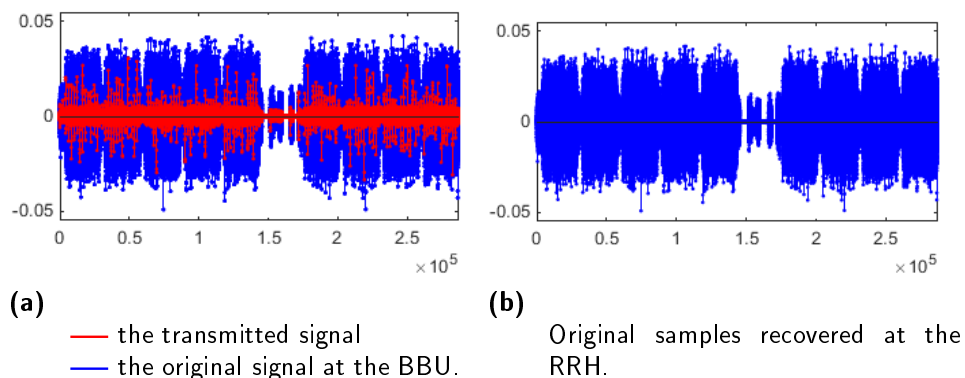 0.05
0
-0.05
0 0.5 1 1.5 2 2.5
×10^5
0.05
0
-0.05
0 0.5 1 1.5 2 2.5
×10^5
(a)
the transmitted signal
the original signal at the BBU.
(b)
Original samples recovered at the
RRH.